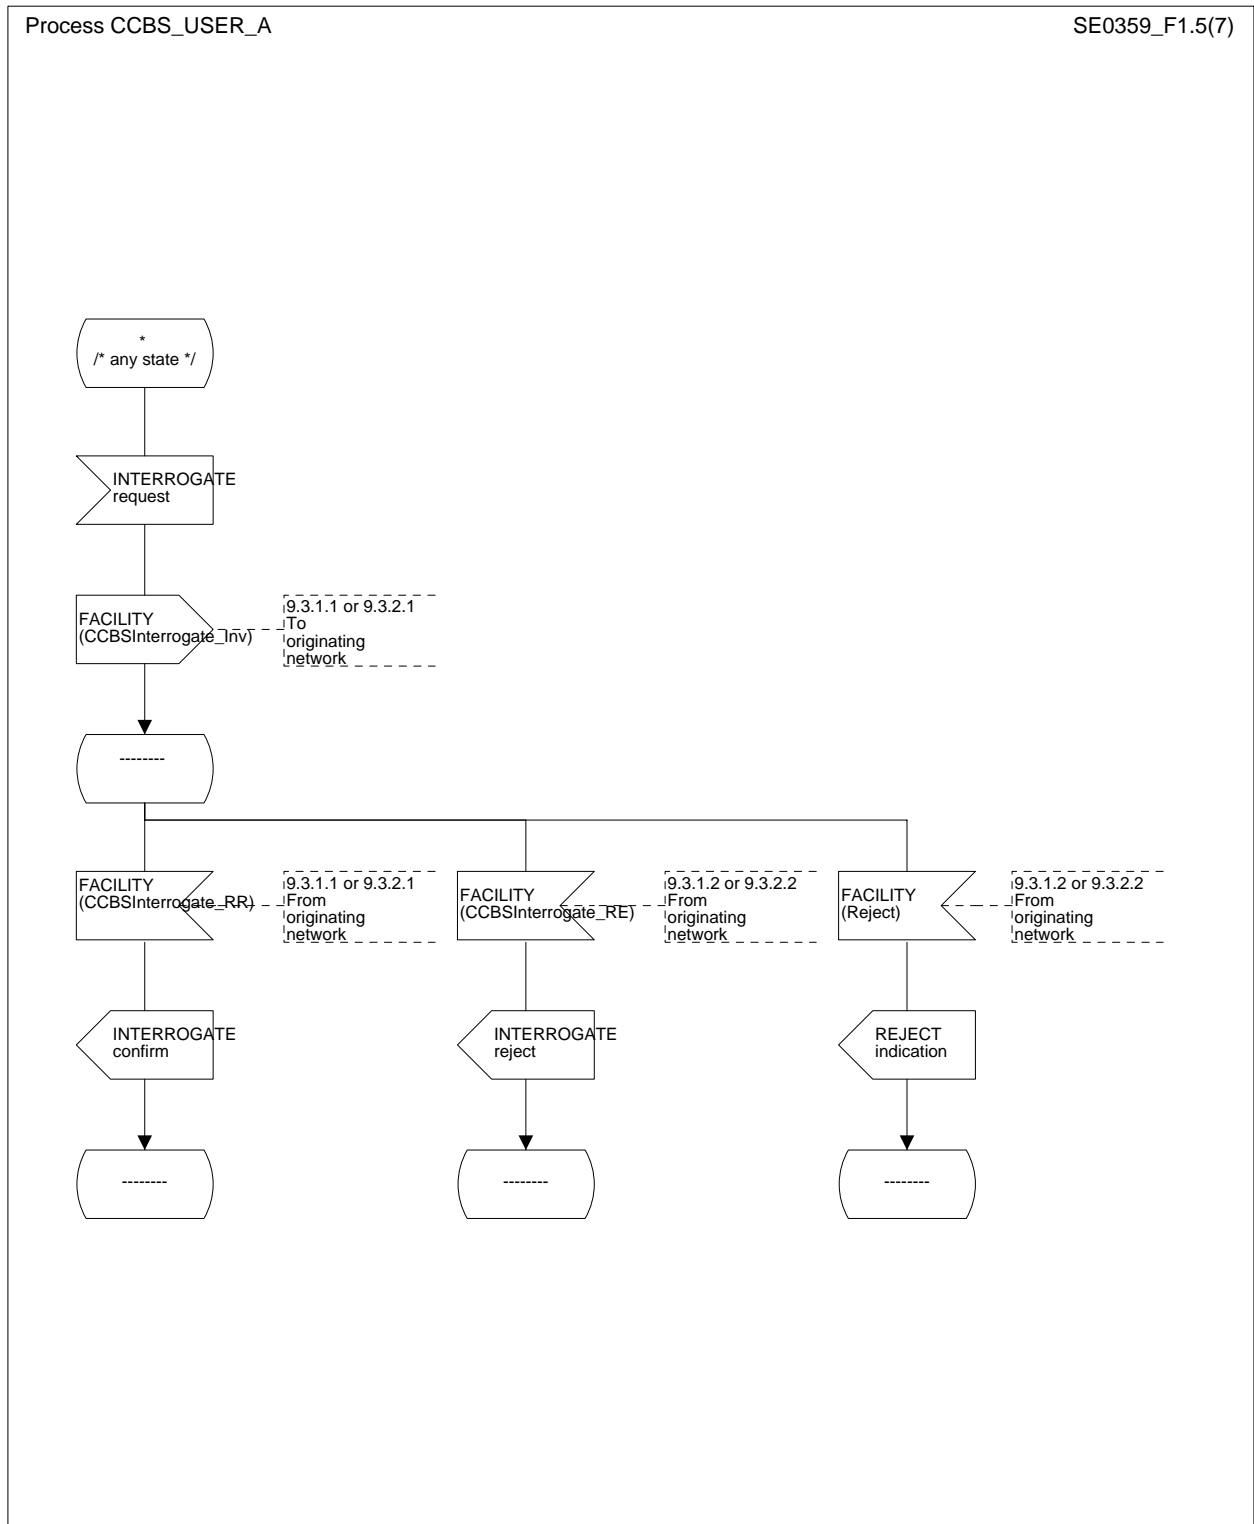 Process CCBS_USER_A
SE0359_F1.5(7)
*
/* any state */
INTERROGATE
request
FACILITY
(CCBSInterrogate_Inv)
9.3.1.1 or 9.3.2.1
To
originating
network
--------
FACILITY
(CCBSInterrogate_RR)
9.3.1.1 or 9.3.2.1
From
originating
network
FACILITY
(CCBSInterrogate_RE)
9.3.1.2 or 9.3.2.2
From
originating
network
FACILITY
(Reject)
9.3.1.2 or 9.3.2.2
From
originating
network
INTERROGATE
confirm
INTERROGATE
reject
REJECT
indication
--------
--------
--------